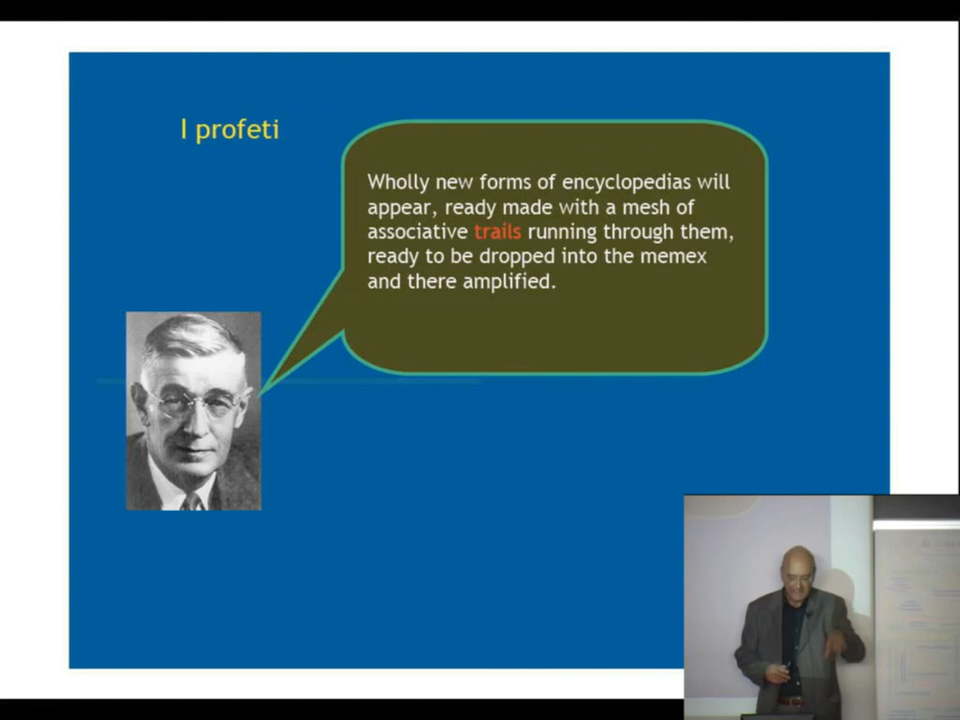 I profeti
Wholly new forms of encyclopedias will
appear, ready made with a mesh of
associative trails running through them,
ready to be dropped into the memex
and there amplified.